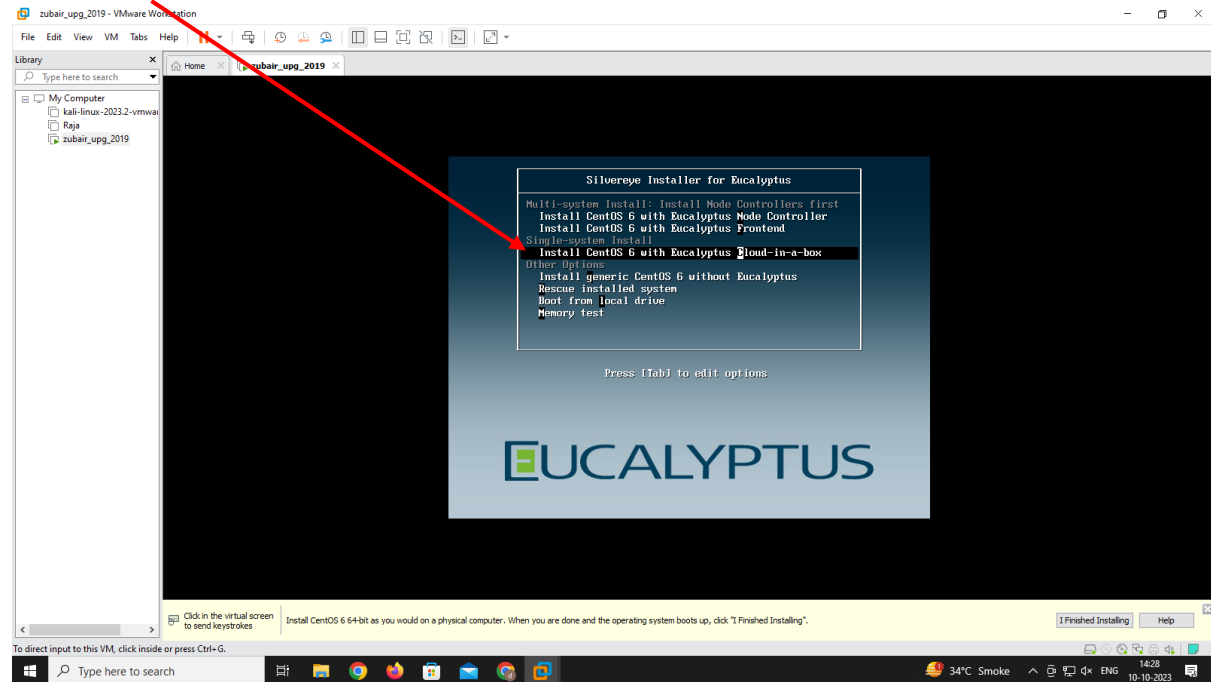 zubair_upg_2019 - VMware Workstation
File Edit View VM Tabs Help
Library
Type here to search
My Computer
kali-linux-2023.2-vmwar
Raja
zubair_upg_2019
Home
zubair_upg_2019
Silvereye Installer for Eucalyptus
Multi-system Install: Install Node Controllers first
Install CentOS 6 with Eucalyptus Node Controller
Install CentOS 6 with Eucalyptus Frontend
Single-system Install
Install CentOS 6 with Eucalyptus Cloud-in-a-box
Other Options
Install generic CentOS 6 without Eucalyptus
Rescue installed system
Boot from local drive
Memory test
Press [Tab] to edit options
EUCALYPTUS
Click in the virtual screen
to send keystrokes
Install CentOS 6 64-bit as you would on a physical computer. When you are done and the operating system boots up, click "I Finished Installing".
I Finished Installing
Help
To direct input to this VM, click inside or press Ctrl+G.
Type here to search
34°C Smoke
ENG
14:28
10-10-2023